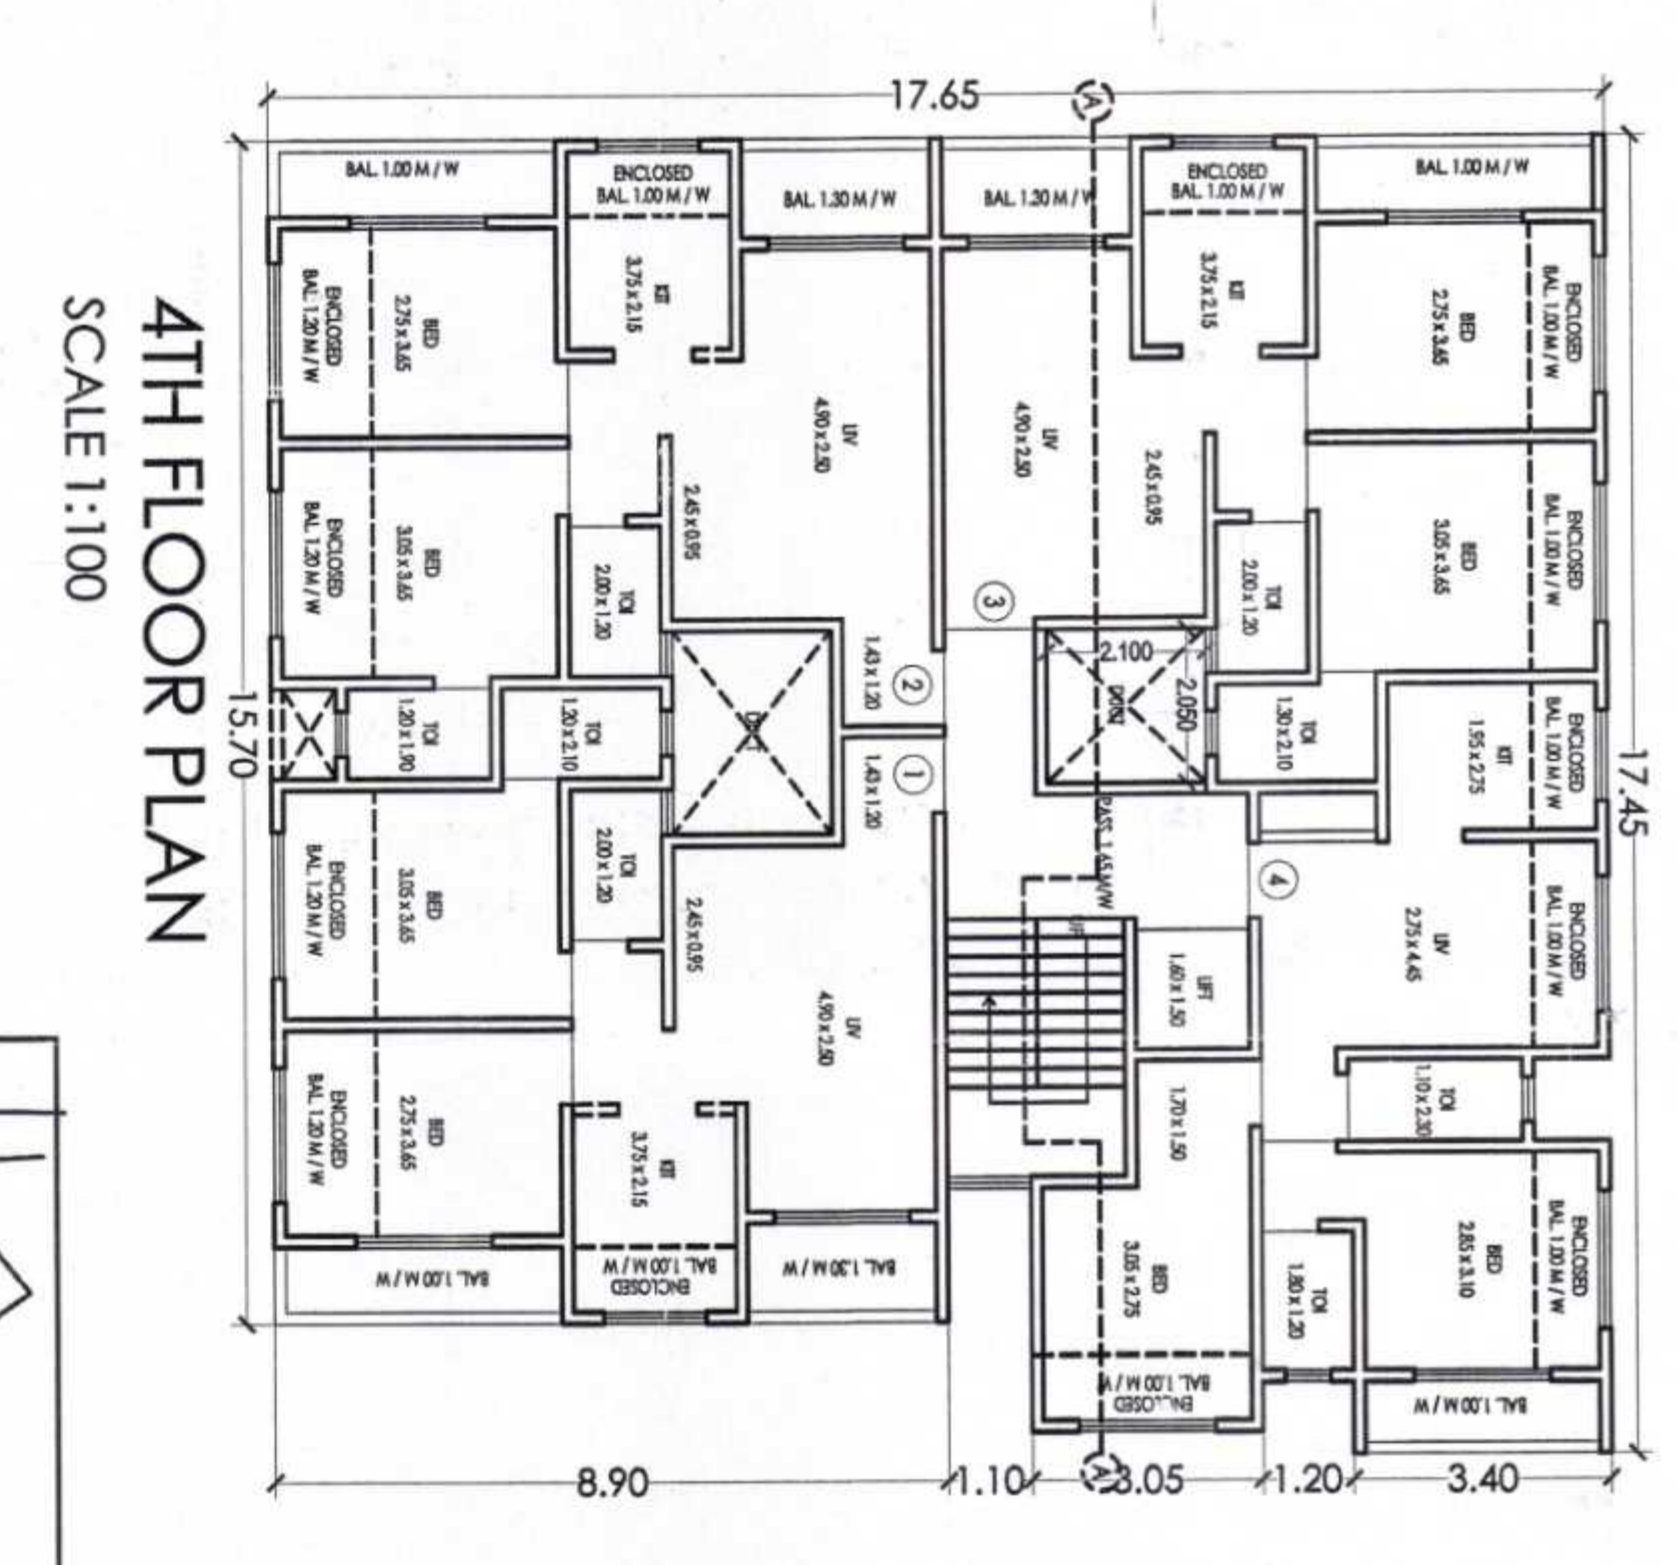 17.65
A
BAL. 1.00 M / W
ENCLOSED
BAL. 1.00 M / W
BAL. 1.30 M / W
BAL. 1.30 M / W
ENCLOSED
BAL. 1.00 M / W
BAL. 1.00 M / W
BED
2.75 x 3.65
ENCLOSED
BAL. 1.20 M / W
KIT
3.75 x 2.15
LIV
4.90 x 2.50
2.45 x 0.95
LIV
4.90 x 2.50
2.45 x 0.95
KIT
3.75 x 2.15
BED
2.75 x 3.65
ENCLOSED
BAL. 1.00 M / W
BED
3.05 x 3.65
ENCLOSED
BAL. 1.20 M / W
TOI
2.00 x 1.20
3
TOI
2.00 x 1.20
BED
3.05 x 3.65
ENCLOSED
BAL. 1.00 M / W
TOI
1.20 x 1.90
TOI
1.20 x 2.10
1.43 x 1.20
2
1
1.43 x 1.20
2.100
2.050
TOI
1.30 x 2.10
KIT
1.95 x 2.75
ENCLOSED
BAL. 1.00 M / W
PASS. 1.65 M/W
4
LIV
2.75 x 4.45
ENCLOSED
BAL. 1.00 M / W
BED
3.05 x 3.65
ENCLOSED
BAL. 1.20 M / W
TOI
2.00 x 1.20
2.45 x 0.95
LIV
4.90 x 2.50
UP
LIFT
1.60 x 1.50
1.70 x 1.50
TOI
1.10 x 2.30
BED
2.75 x 3.65
ENCLOSED
BAL. 1.20 M / W
KIT
3.75 x 2.15
BED
3.05 x 2.75
TOI
1.80 x 1.20
BED
2.85 x 3.10
ENCLOSED
BAL. 1.00 M / W
BAL. 1.00 M / W
ENCLOSED
BAL. 1.00 M / W
BAL. 1.30 M / W
ENCLOSED
BAL. 1.00 M / W
BAL. 1.00 M / W
8.90
1.10
A
3.05
1.20
3.40
15.70
17.45
4TH FLOOR PLAN
SCALE 1:100